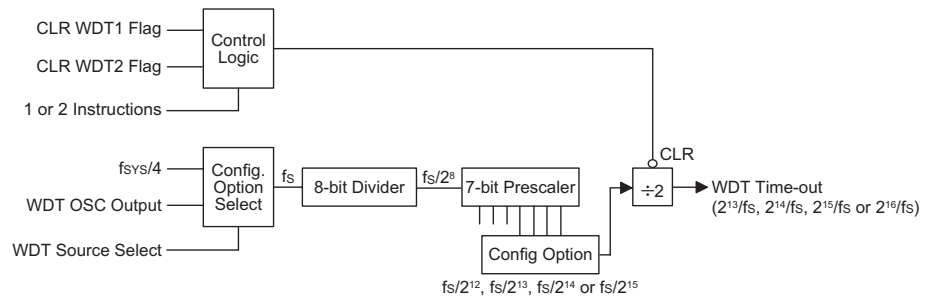 CLR WDT1 Flag
CLR WDT2 Flag
1 or 2 Instructions
Control
Logic
CLR
fSYS/4
WDT OSC Output
WDT Source Select
Config.
Option
Select
fS
8-bit Divider
fS/2⁸
7-bit Prescaler
Config Option
fS/2¹², fS/2¹³, fS/2¹⁴ or fS/2¹⁵
÷2
WDT Time-out
(2¹³/fS, 2¹⁴/fS, 2¹⁵/fS or 2¹⁶/fS)